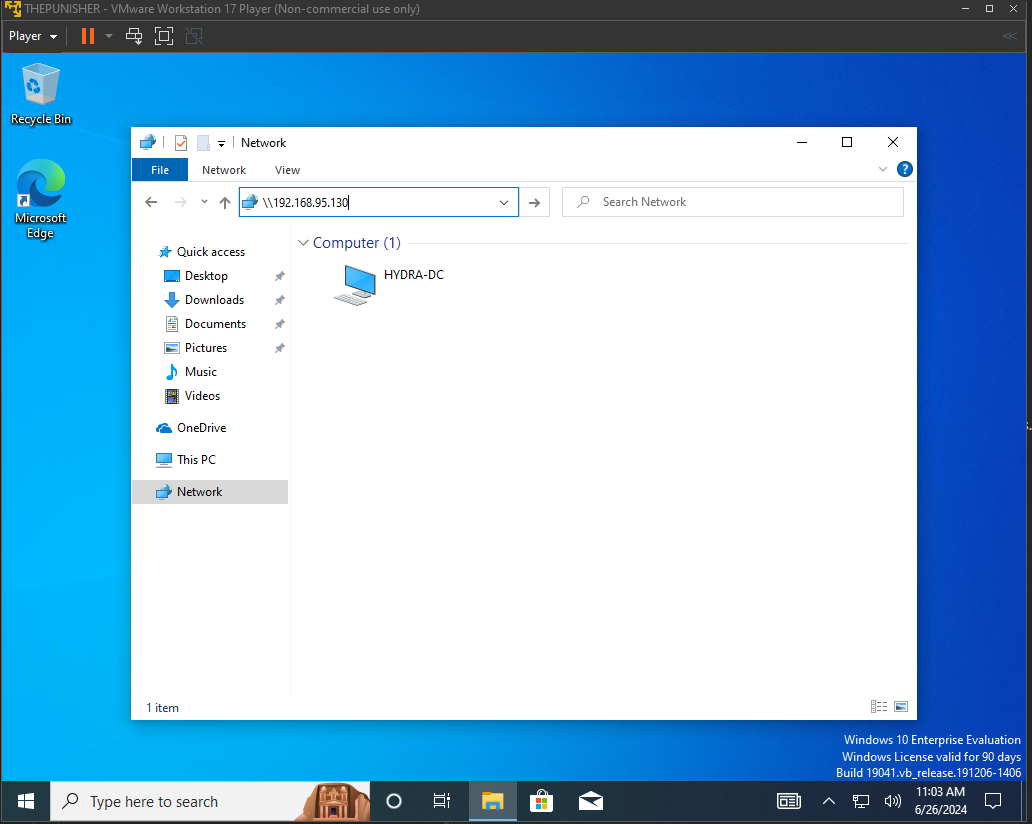 THEPUNISHER - VMware Workstation 17 Player (Non-commercial use only)
Player
Recycle Bin
Microsoft
Edge
Network
File
Network
View
\\192.168.95.130
Search Network
Quick access
Desktop
Downloads
Documents
Pictures
Music
Videos
OneDrive
This PC
Network
Computer (1)
HYDRA-DC
1 item
Windows 10 Enterprise Evaluation
Windows License valid for 90 days
Build 19041.vb_release.191206-1406
Type here to search
11:03 AM
6/26/2024